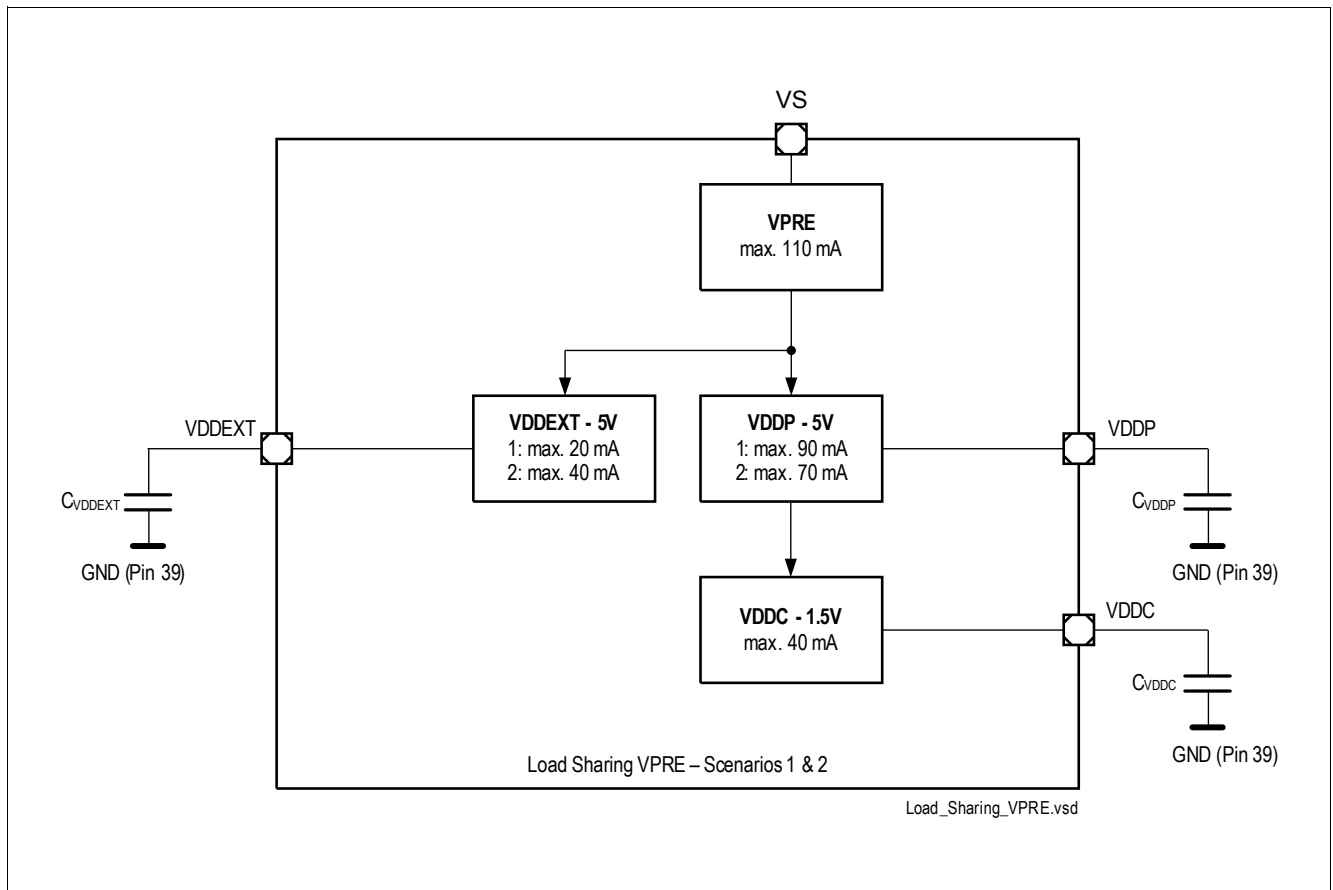 VS
VPRE
max. 110 mA
VDDEXT - 5V
1: max. 20 mA
2: max. 40 mA
VDDP - 5V
1: max. 90 mA
2: max. 70 mA
VDDEXT
VDDP
CVDDEXT
GND (Pin 39)
CVDDP
GND (Pin 39)
VDDC - 1.5V
max. 40 mA
VDDC
CVDDC
GND (Pin 39)
Load Sharing VPRE – Scenarios 1 & 2
Load_Sharing_VPRE.vsd